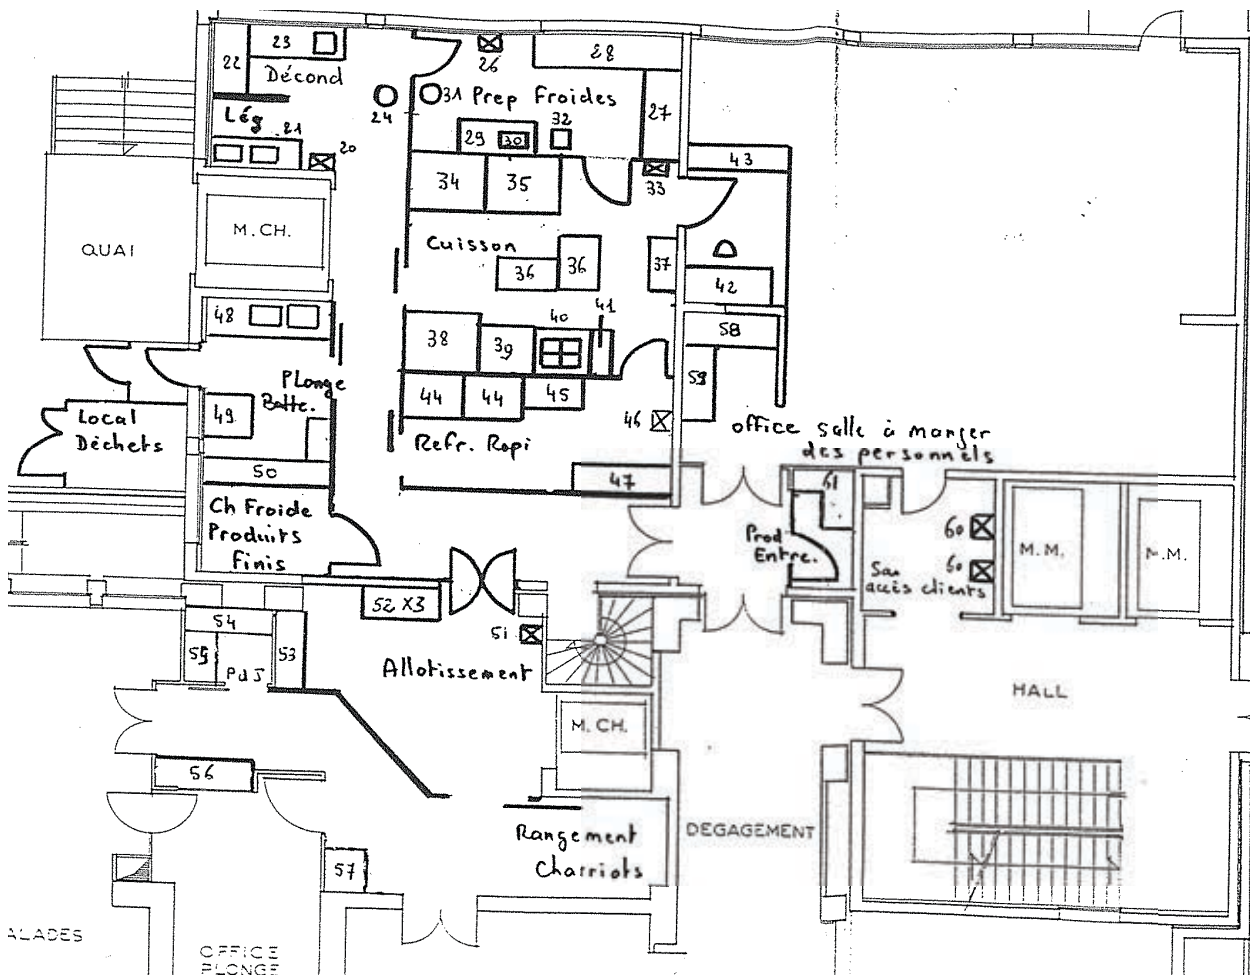 23
22
Décond
26
28
24
31 Prep Froides
27
32
Lég
21
20
29
30
43
34
35
33
M. CH.
QUAI
Cuisson
36
36
37
42
48
41
40
38
39
58
Plonge
Batte.
44
44
45
59
49
46
Local
Déchets
Refr. Rapi
office salle à manger
des personnels
50
47
61
Ch Froide
Produits
Finis
Prod
Entre.
60
60
M.M.
M.M.
Sas
accès clients
52 X3
51
54
55
53
PdJ
Allotissement
HALL
M. CH.
56
Rangement
Charriots
DEGAGEMENT
57
ALADES
OFFICE
PLONGE